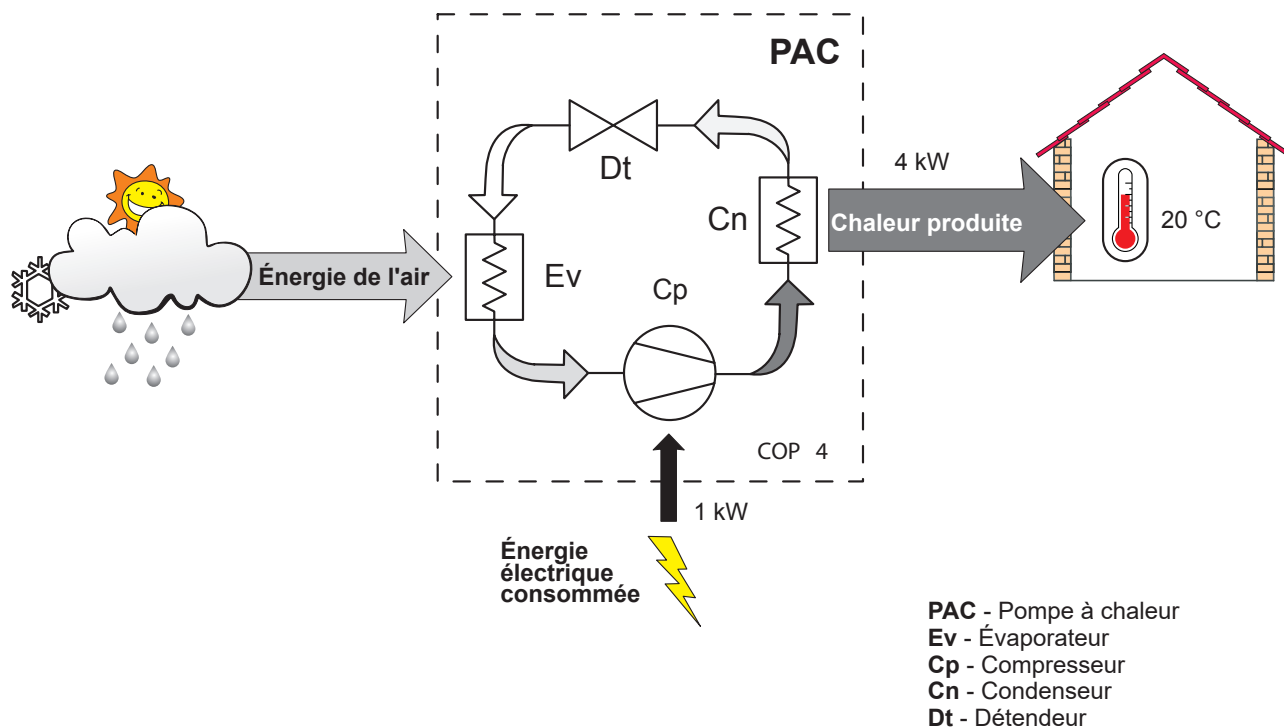 PAC
Dt
4 kW
Cn
Chaleur produite
20 °C
Énergie de l'air
Ev
Cp
COP 4
1 kW
Énergie
électrique
consommée
PAC - Pompe à chaleur
Ev - Évaporateur
Cp - Compresseur
Cn - Condenseur
Dt - Détendeur